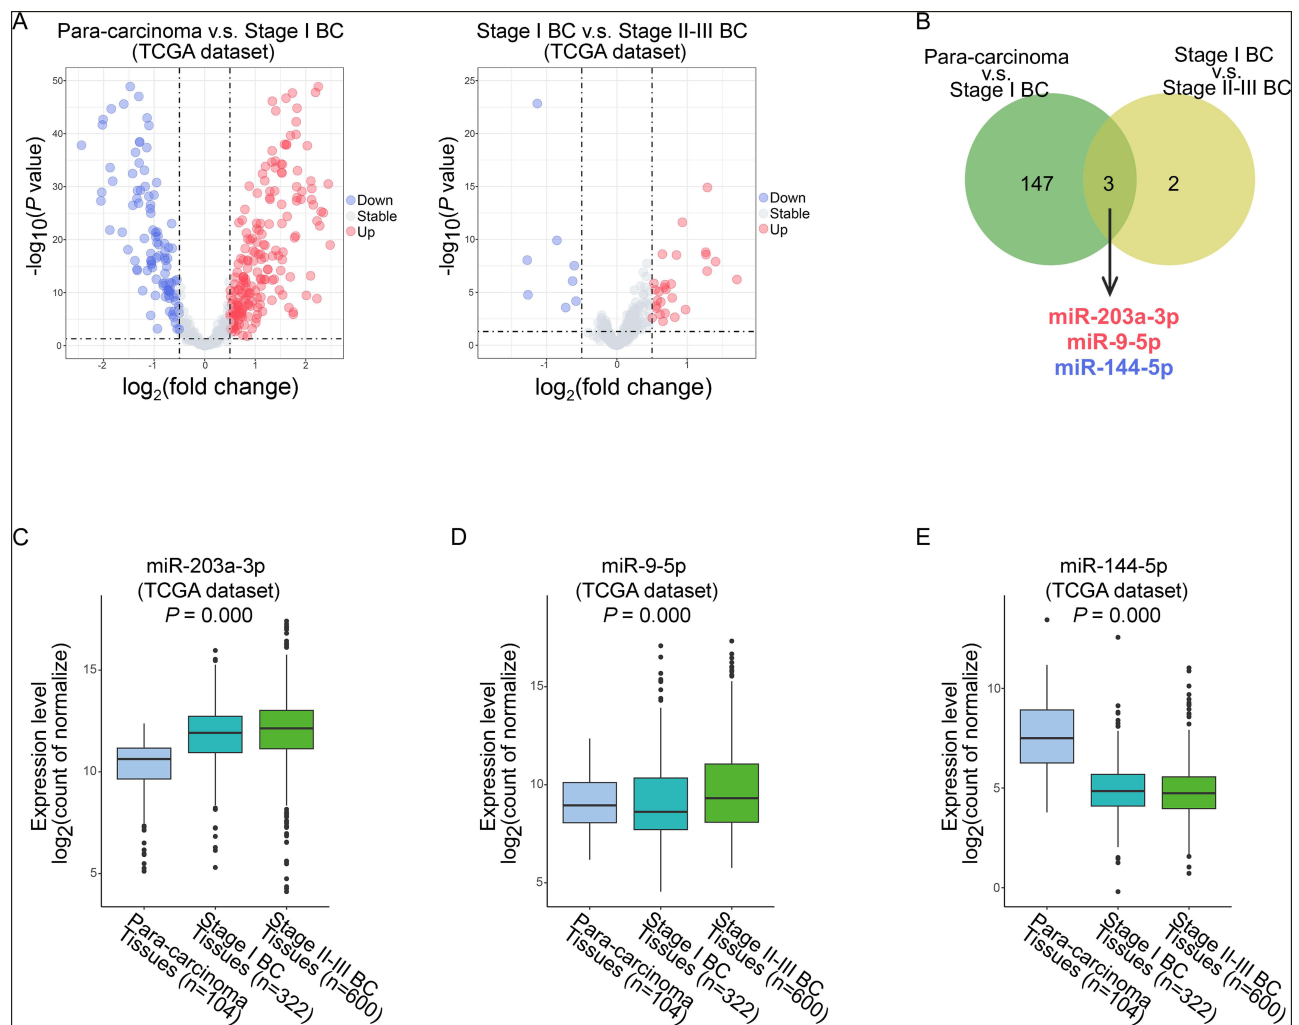 A
Para-carcinoma v.s. Stage I BC
(TCGA dataset)
-log10(P value)
50
40
30
20
10
0
-2
-1
0
1
2
log2(fold change)
Down
Stable
Up
Stage I BC v.s. Stage II-III BC
(TCGA dataset)
-log10(P value)
25
20
15
10
5
0
-1
0
1
log2(fold change)
Down
Stable
Up
B
Para-carcinoma
v.s.
Stage I BC
Stage I BC
v.s.
Stage II-III BC
147
3
2
miR-203a-3p
miR-9-5p
miR-144-5p
C
miR-203a-3p
(TCGA dataset)
P = 0.000
Expression level
log2(count of normalize)
15
10
5
Para-carcinoma
Tissues (n=104)
Stage I BC
Tissues (n=322)
Stage II-III BC
Tissues (n=600)
D
miR-9-5p
(TCGA dataset)
P = 0.000
Expression level
log2(count of normalize)
15
10
5
Para-carcinoma
Tissues (n=104)
Stage I BC
Tissues (n=322)
Stage II-III BC
Tissues (n=600)
E
miR-144-5p
(TCGA dataset)
P = 0.000
Expression level
log2(count of normalize)
10
5
0
Para-carcinoma
Tissues (n=104)
Stage I BC
Tissues (n=322)
Stage II-III BC
Tissues (n=600)